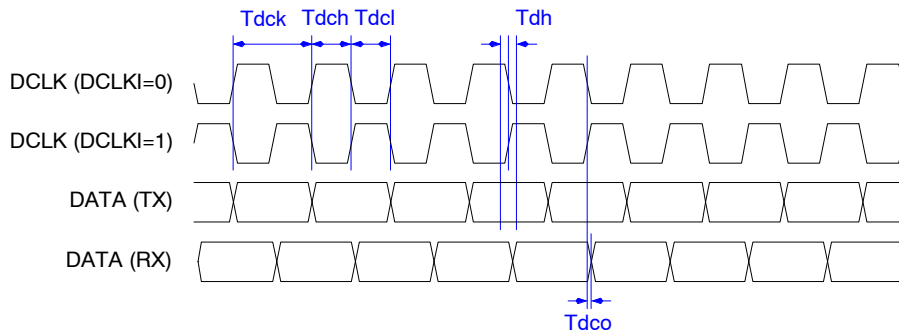 Tdck Tdch Tdcl Tdh
DCLK (DCLKI=0)
DCLK (DCLKI=1)
DATA (TX)
DATA (RX)
Tdco